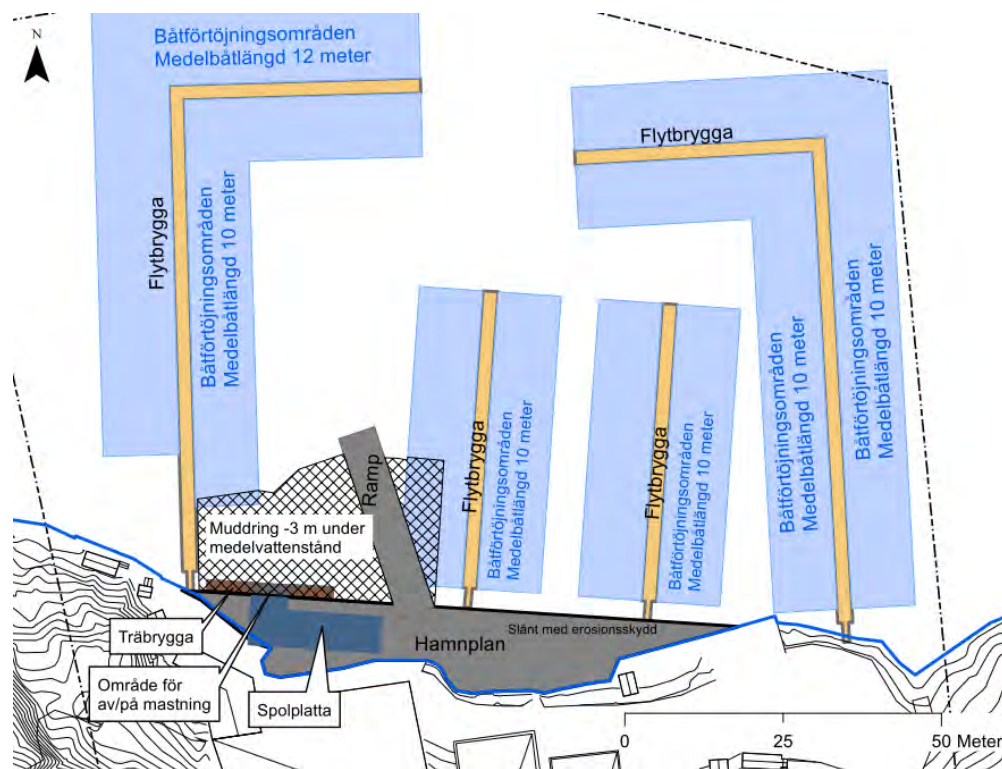 N
Båtförtöjningsområden
Medelbåtlängd 12 meter
Flytbrygga
Båtförtöjningsområden
Medelbåtlängd 10 meter
Flytbrygga
Båtförtöjningsområden
Medelbåtlängd 10 meter
Båtförtöjningsområden
Medelbåtlängd 10 meter
Flytbrygga
Båtförtöjningsområden
Medelbåtlängd 10 meter
Flytbrygga
Båtförtöjningsområden
Medelbåtlängd 10 meter
Ramp
Muddring -3 m under
medelvattenstånd
Träbrygga
Område för
av/på mastning
Spolplatta
Hamnplan
Slänt med erosionsskydd
0
25
50 Meter